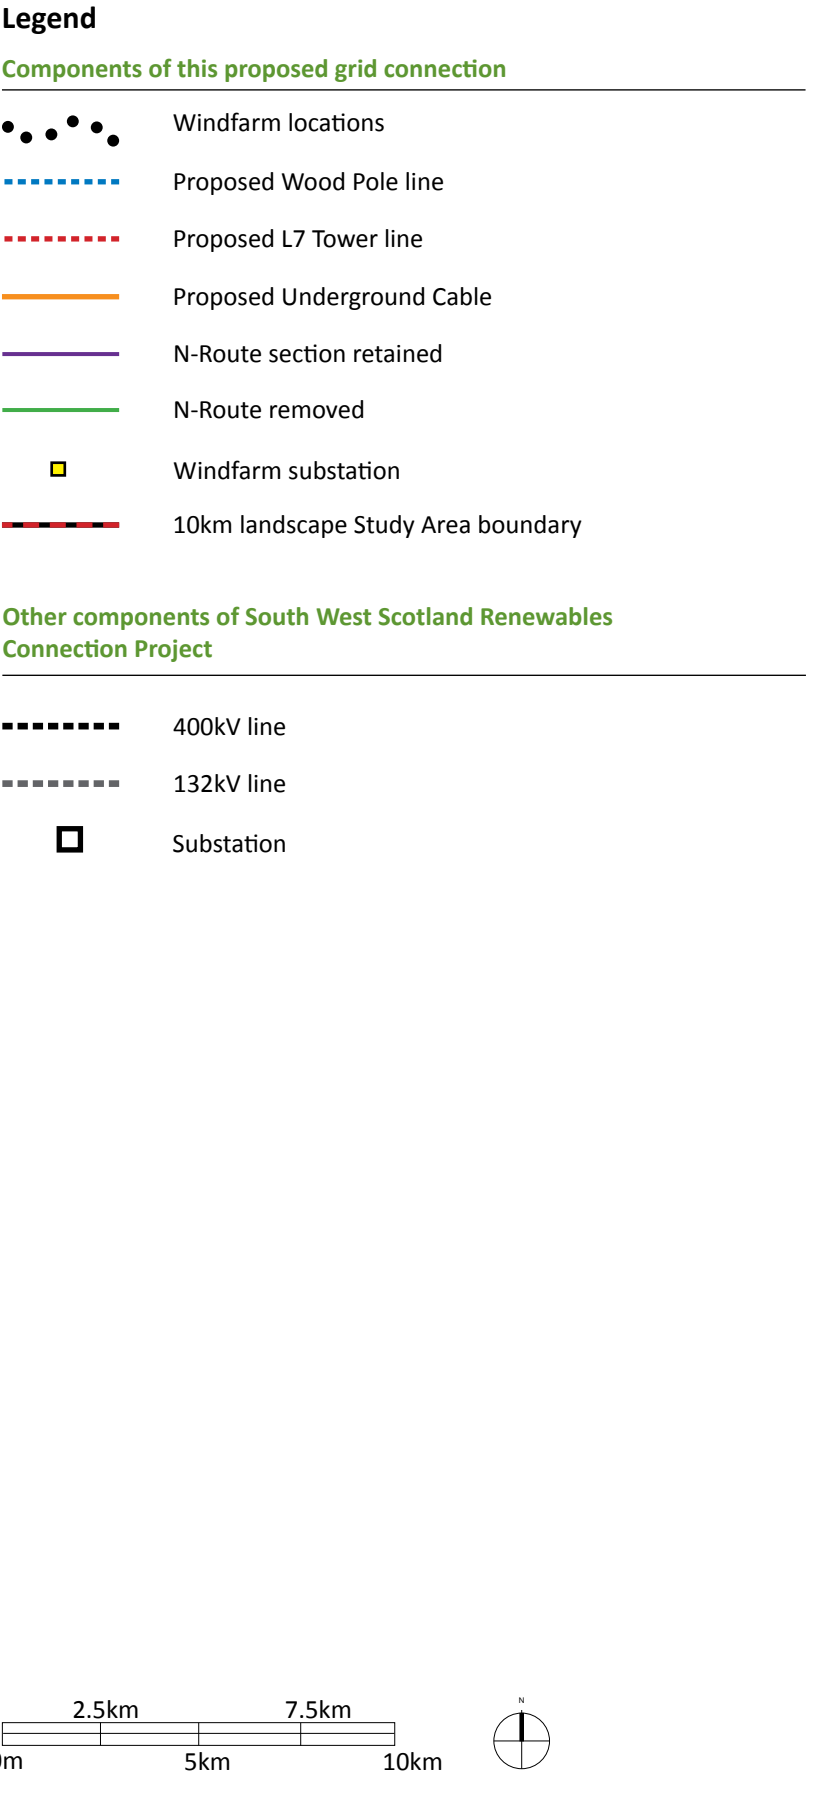 Legend
Components of this proposed grid connection
Windfarm locations
Proposed Wood Pole line
Proposed L7 Tower line
Proposed Underground Cable
N-Route section retained
N-Route removed
Windfarm substation
10km landscape Study Area boundary
Other components of South West Scotland Renewables
Connection Project
400kV line
132kV line
Substation
2.5km 7.5km
N
0m 5km 10km